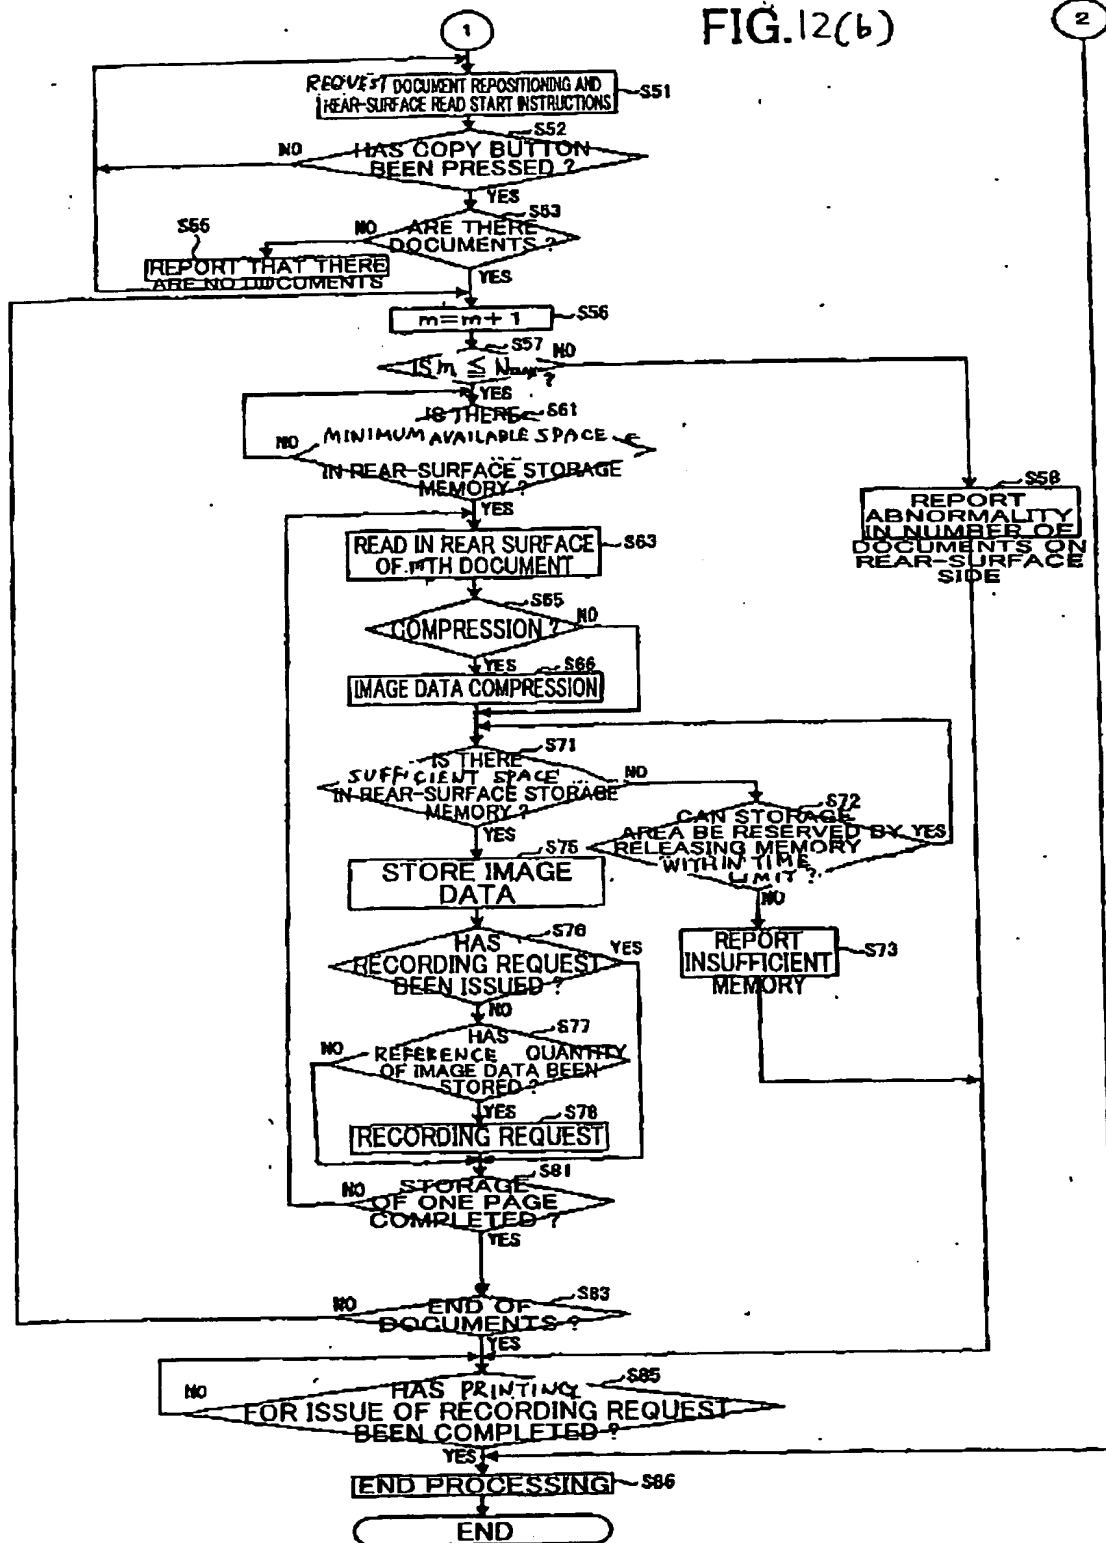 1
FIG.12(b)
2
REQUEST DOCUMENT REPOSITIONING AND
REAR-SURFACE READ START INSTRUCTIONS
S51
S52
HAS COPY BUTTON
BEEN PRESSED ?
NO
YES
S53
ARE THERE
DOCUMENTS ?
NO
YES
S55
REPORT THAT THERE
ARE NO DOCUMENTS
m=m+1
S56
S57
IS m ≦ Nmax ?
NO
YES
IS THERE
S61
MINIMUM AVAILABLE SPACE
IN REAR-SURFACE STORAGE
MEMORY ?
NO
YES
S58
REPORT
ABNORMALITY
IN NUMBER OF
DOCUMENTS ON
REAR-SURFACE
SIDE
READ IN REAR SURFACE
OF mTH DOCUMENT
S63
S65
COMPRESSION ?
NO
YES
S66
IMAGE DATA COMPRESSION
S71
IS THERE
SUFFICIENT SPACE
IN REAR-SURFACE STORAGE
MEMORY ?
NO
YES
S72
CAN STORAGE
AREA BE RESERVED BY
RELEASING MEMORY
WITHIN TIME
LIMIT ?
YES
NO
S75
STORE IMAGE
DATA
REPORT
INSUFFICIENT
MEMORY
S73
S76
HAS
RECORDING REQUEST
BEEN ISSUED ?
YES
NO
S77
HAS
REFERENCE QUANTITY
OF IMAGE DATA BEEN
STORED ?
NO
YES
S78
RECORDING REQUEST
S81
STORAGE
OF ONE PAGE
COMPLETED ?
NO
YES
S83
END OF
DOCUMENTS ?
NO
YES
S85
HAS PRINTING
FOR ISSUE OF RECORDING REQUEST
BEEN COMPLETED ?
NO
YES
END PROCESSING
S86
END